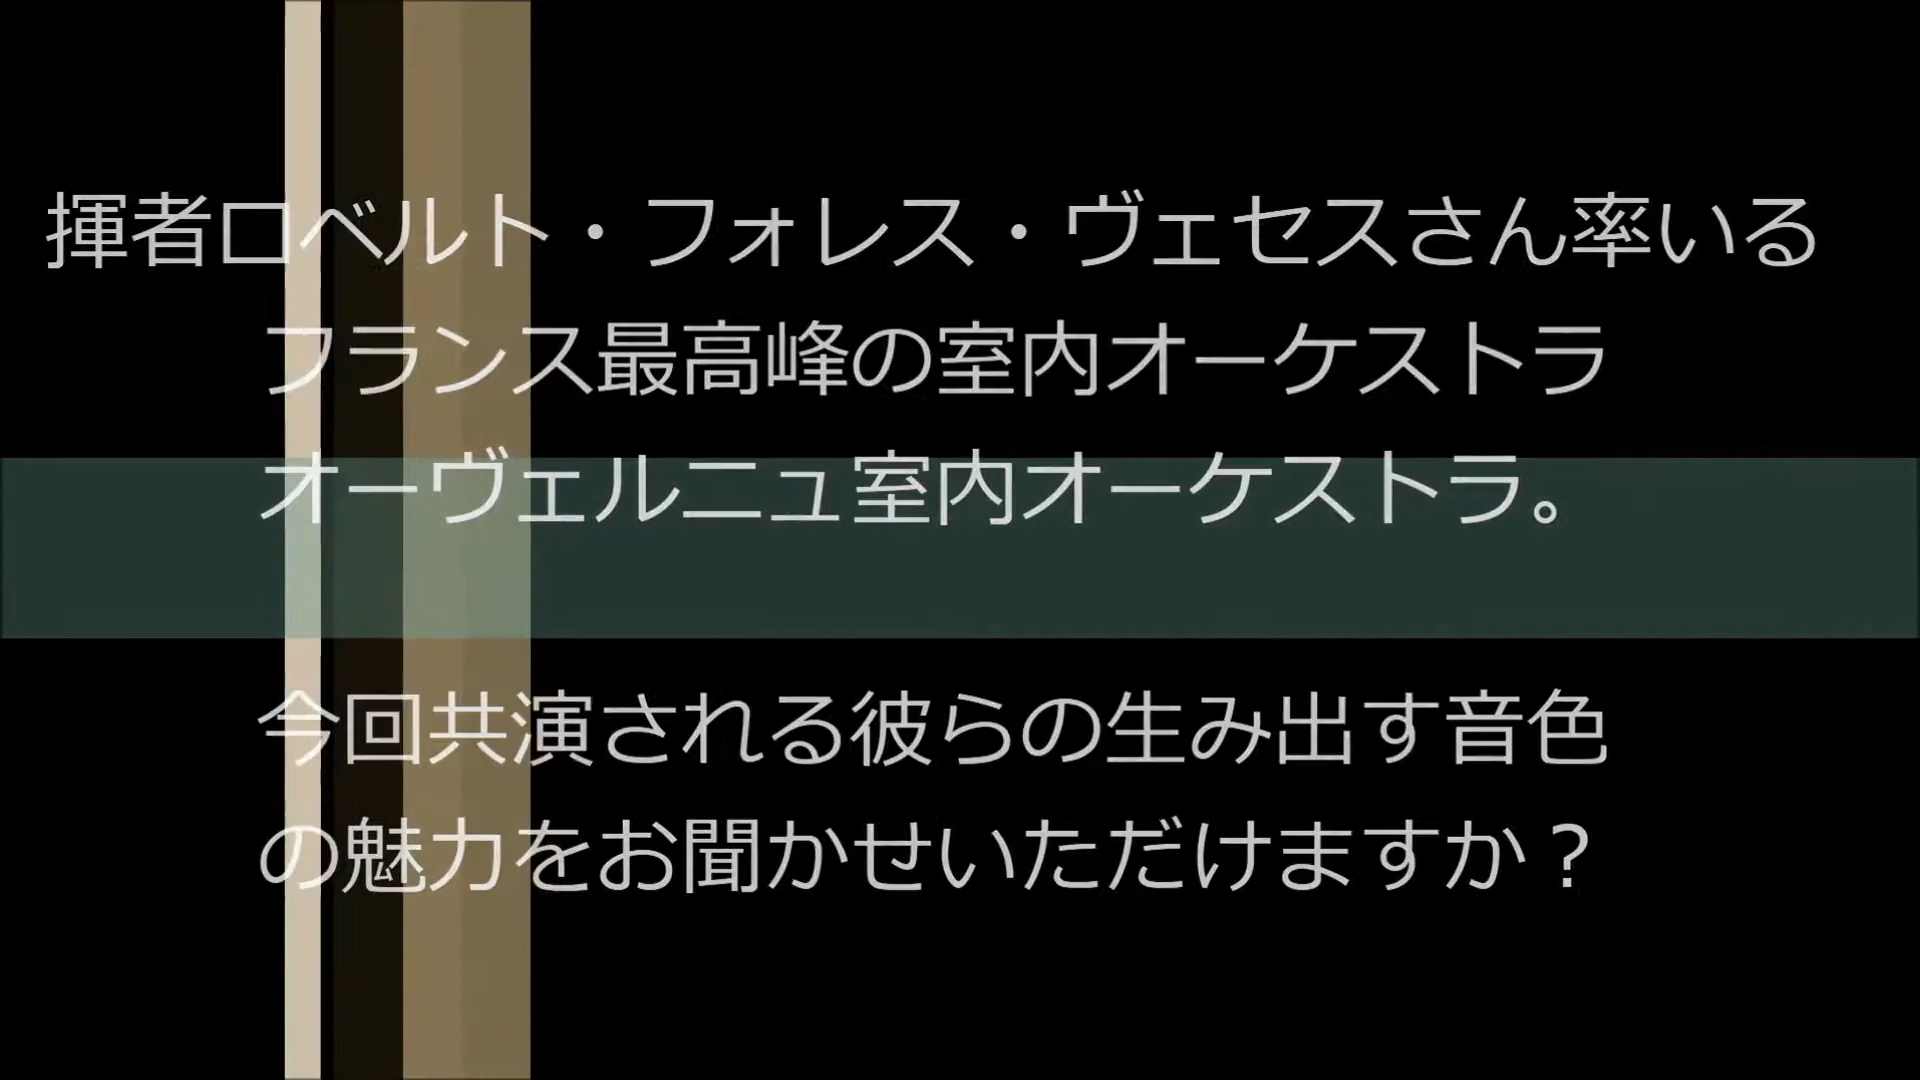 揮者ロベルト・フォレス・ヴェセスさん率いる
フランス最高峰の室内オーケストラ
オーヴェルニュ室内オーケストラ。
今回共演される彼らの生み出す音色
の魅力をお聞かせいただけますか？